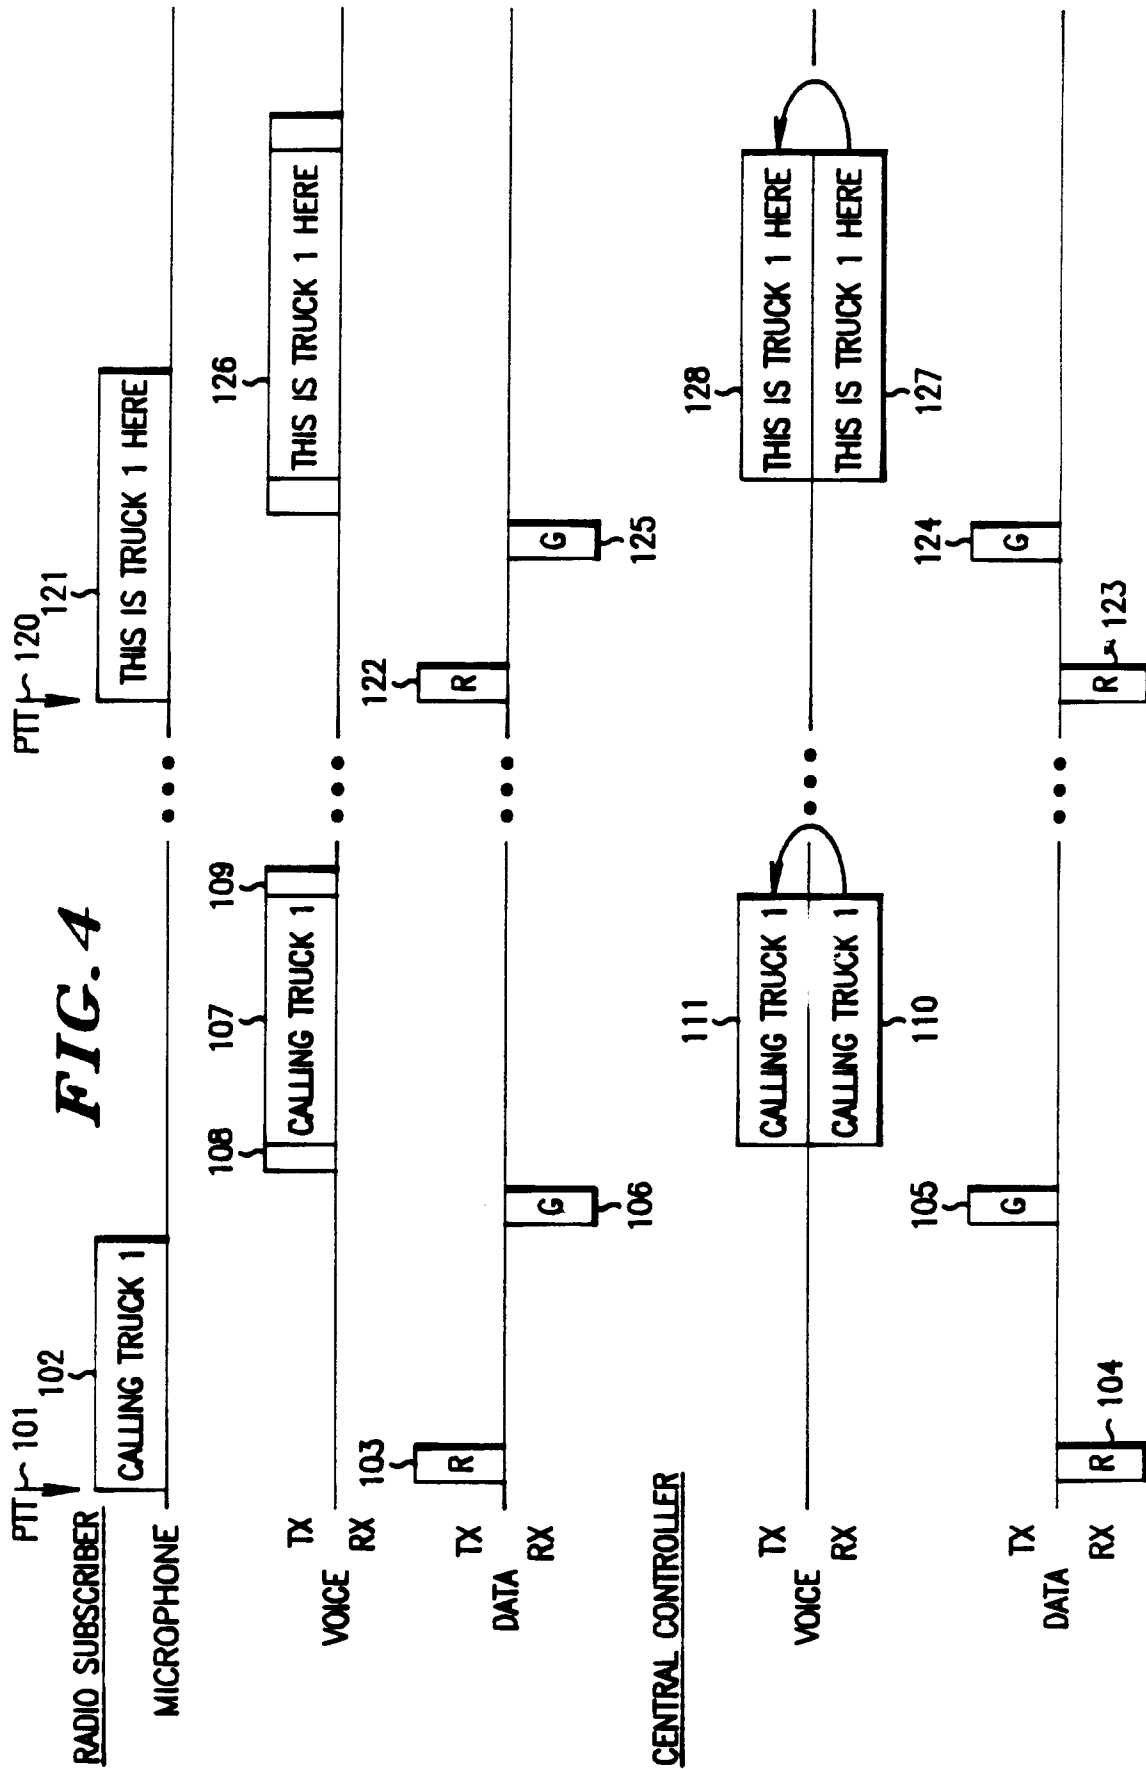 FIG. 4
RADIO SUBSCRIBER
PTT 101
PTT 120
102
121
MICROPHONE
CALLING TRUCK 1
THIS IS TRUCK 1 HERE
108
107
109
126
TX
VOICE
RX
CALLING TRUCK 1
THIS IS TRUCK 1 HERE
103
122
TX
DATA
RX
R
R
G
G
106
125
CENTRAL CONTROLLER
111
128
TX
VOICE
RX
CALLING TRUCK 1
THIS IS TRUCK 1 HERE
CALLING TRUCK 1
THIS IS TRUCK 1 HERE
110
127
105
124
TX
DATA
RX
G
G
R
104
R
123